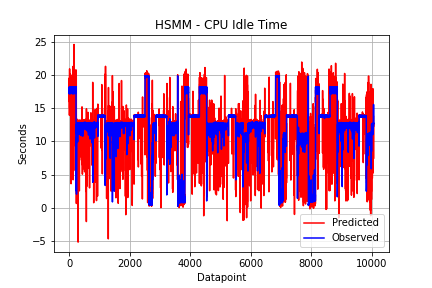 HSMM - CPU Idle Time
25
20
15
10
5
0
−5
Seconds
0
2000
4000
6000
8000
10000
Datapoint
Predicted
Observed